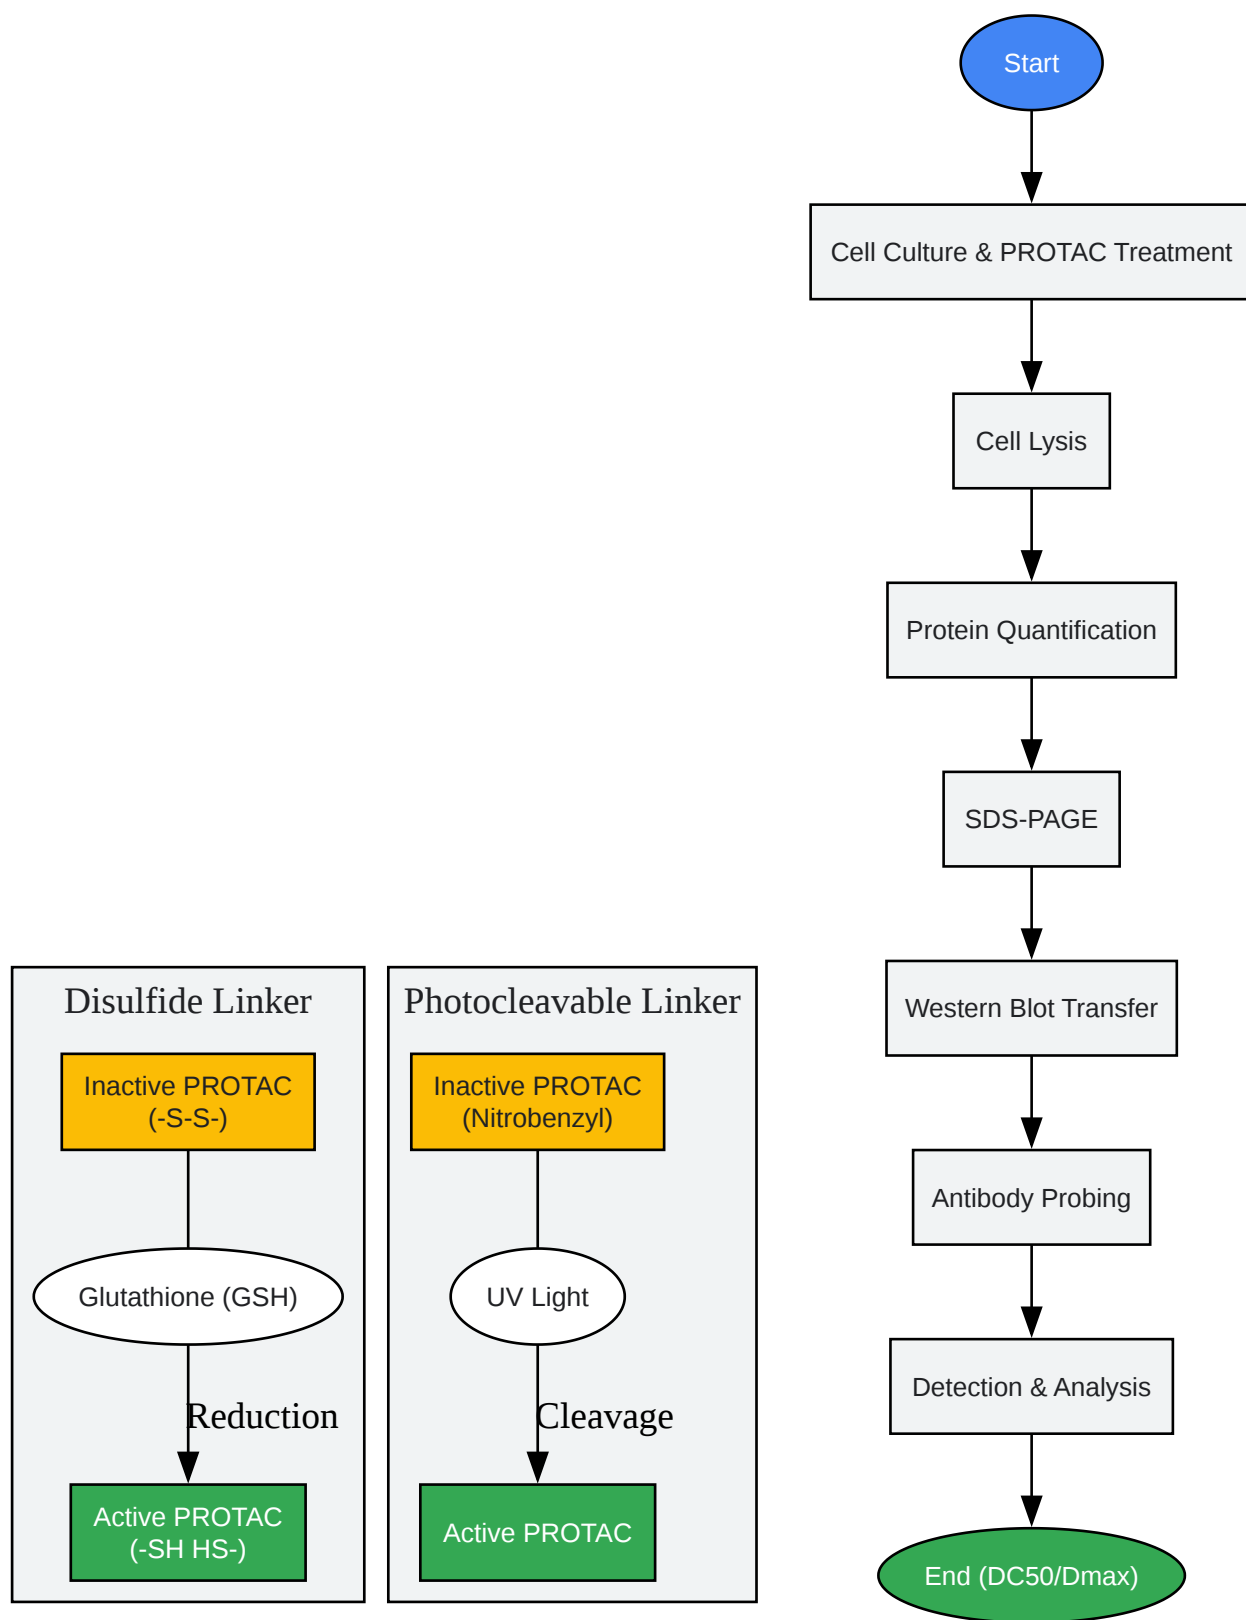 Start
Cell Culture & PROTAC Treatment
Cell Lysis
Protein Quantification
SDS-PAGE
Western Blot Transfer
Antibody Probing
Detection & Analysis
End (DC50/Dmax)
Disulfide Linker
Inactive PROTAC
(-S-S-)
Glutathione (GSH)
Reduction
Active PROTAC
(-SH HS-)
Photocleavable Linker
Inactive PROTAC
(Nitrobenzyl)
UV Light
Cleavage
Active PROTAC